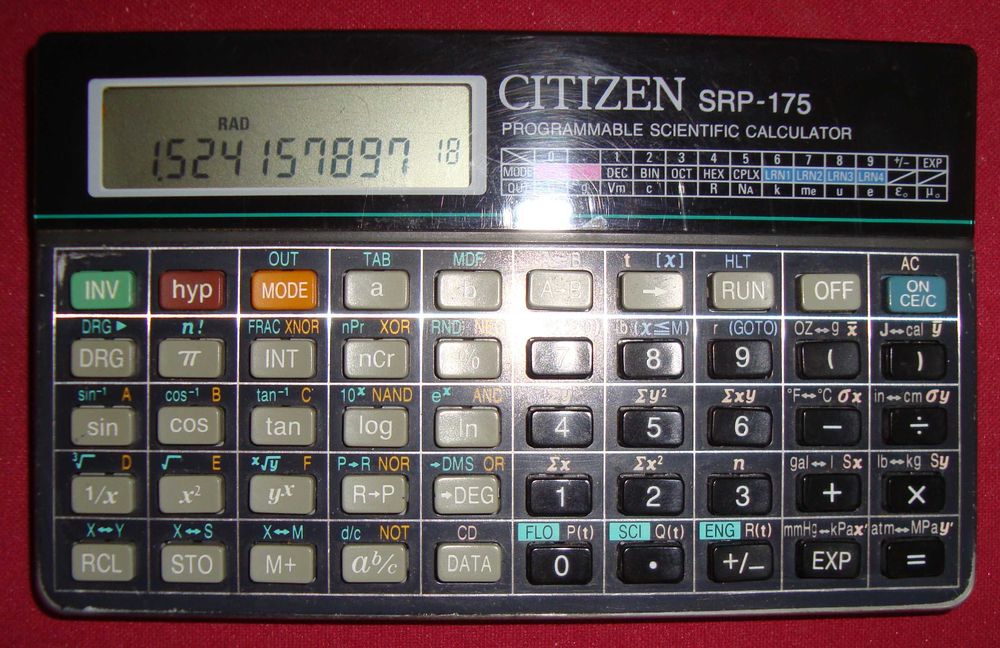 CITIZEN SRP-175
PROGRAMMABLE SCIENTIFIC CALCULATOR
RAD
1.524157897 18
0 1 2 3 4 5 6 7 8 9 +/− EXP
MODE DEC BIN OCT HEX CPLX LRN1 LRN2 LRN3 LRN4
OUT g Vm c R NA k me u e ε₀ μ₀
OUT TAB MDF B t [x] HLT AC
INV hyp MODE a b A→B → RUN OFF ON CE/C
DRG▶ n! FRAC XNOR nPr XOR RND b (x≤M) r (GOTO) OZ↔g x̄ J↔cal ȳ
DRG π INT nCr % 7 8 9 ( )
sin⁻¹ A cos⁻¹ B tan⁻¹ C 10ˣ NAND eˣ AND Σy² Σxy °F↔°C σx in↔cm σy
sin cos tan log ln 4 5 6 − ÷
³√ D √ E ˣ√y F P→R NOR →DMS OR Σx Σx² n gal↔l Sx lb↔kg Sy
1/x x² yˣ R→P →DEG 1 2 3 + ×
X↔Y X↔S X↔M d/c NOT CD FLO P(t) SCI Q(t) ENG R(t) mmHg↔kPa x′ atm↔MPa y′
RCL STO M+ ab/c DATA 0 • +/− EXP =